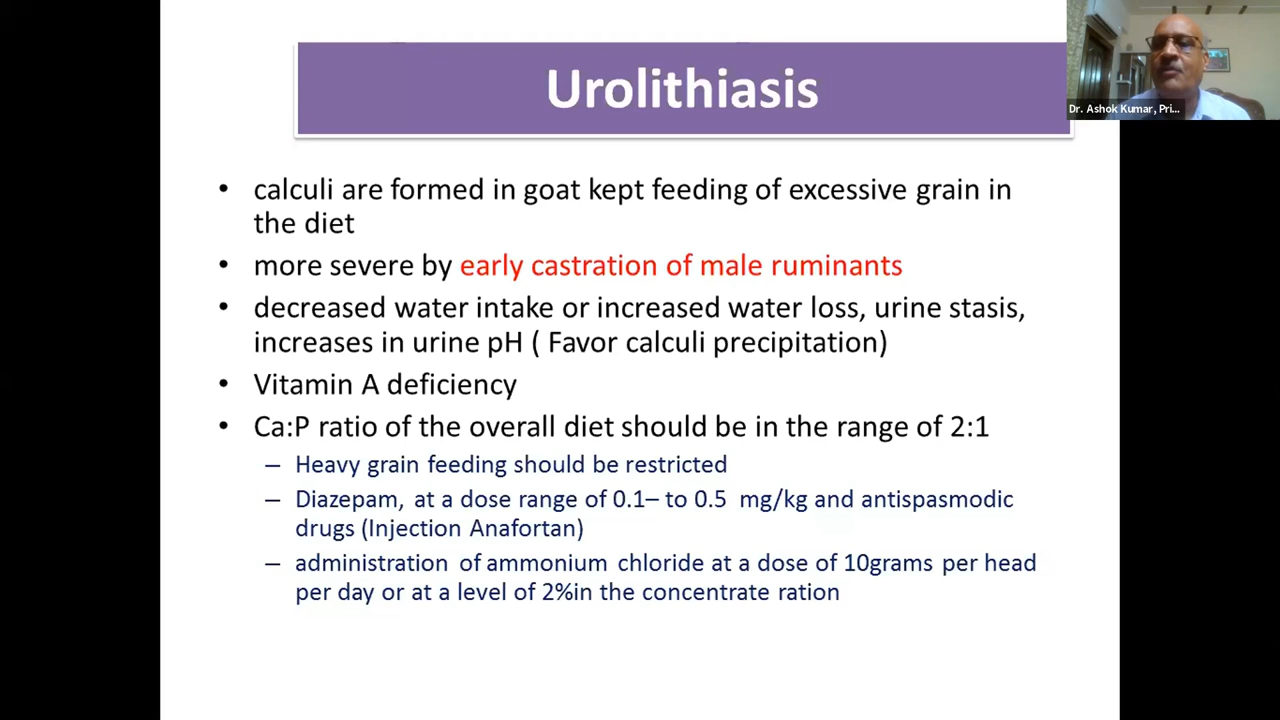 Urolithiasis
Dr. Ashok Kumar, Pri...
• calculi are formed in goat kept feeding of excessive grain in
the diet
• more severe by early castration of male ruminants
• decreased water intake or increased water loss, urine stasis,
increases in urine pH ( Favor calculi precipitation)
• Vitamin A deficiency
• Ca:P ratio of the overall diet should be in the range of 2:1
– Heavy grain feeding should be restricted
– Diazepam, at a dose range of 0.1– to 0.5 mg/kg and antispasmodic
drugs (Injection Anafortan)
– administration of ammonium chloride at a dose of 10grams per head
per day or at a level of 2%in the concentrate ration